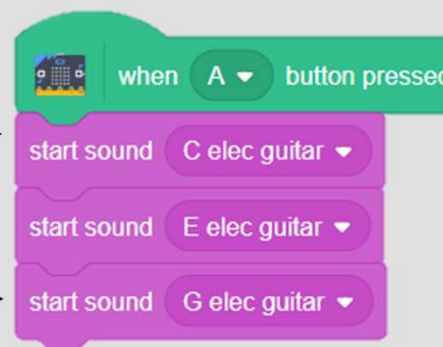 when A button pressed
start sound C elec guitar
start sound E elec guitar
start sound G elec guitar